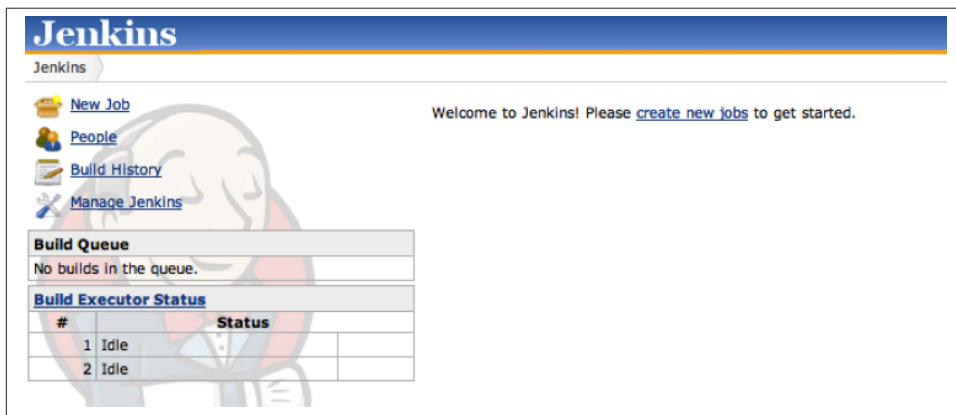 Jenkins
Jenkins
New Job
People
Build History
Manage Jenkins
Welcome to Jenkins! Please create new jobs to get started.
Build Queue
No builds in the queue.
Build Executor Status
# Status
1 Idle
2 Idle